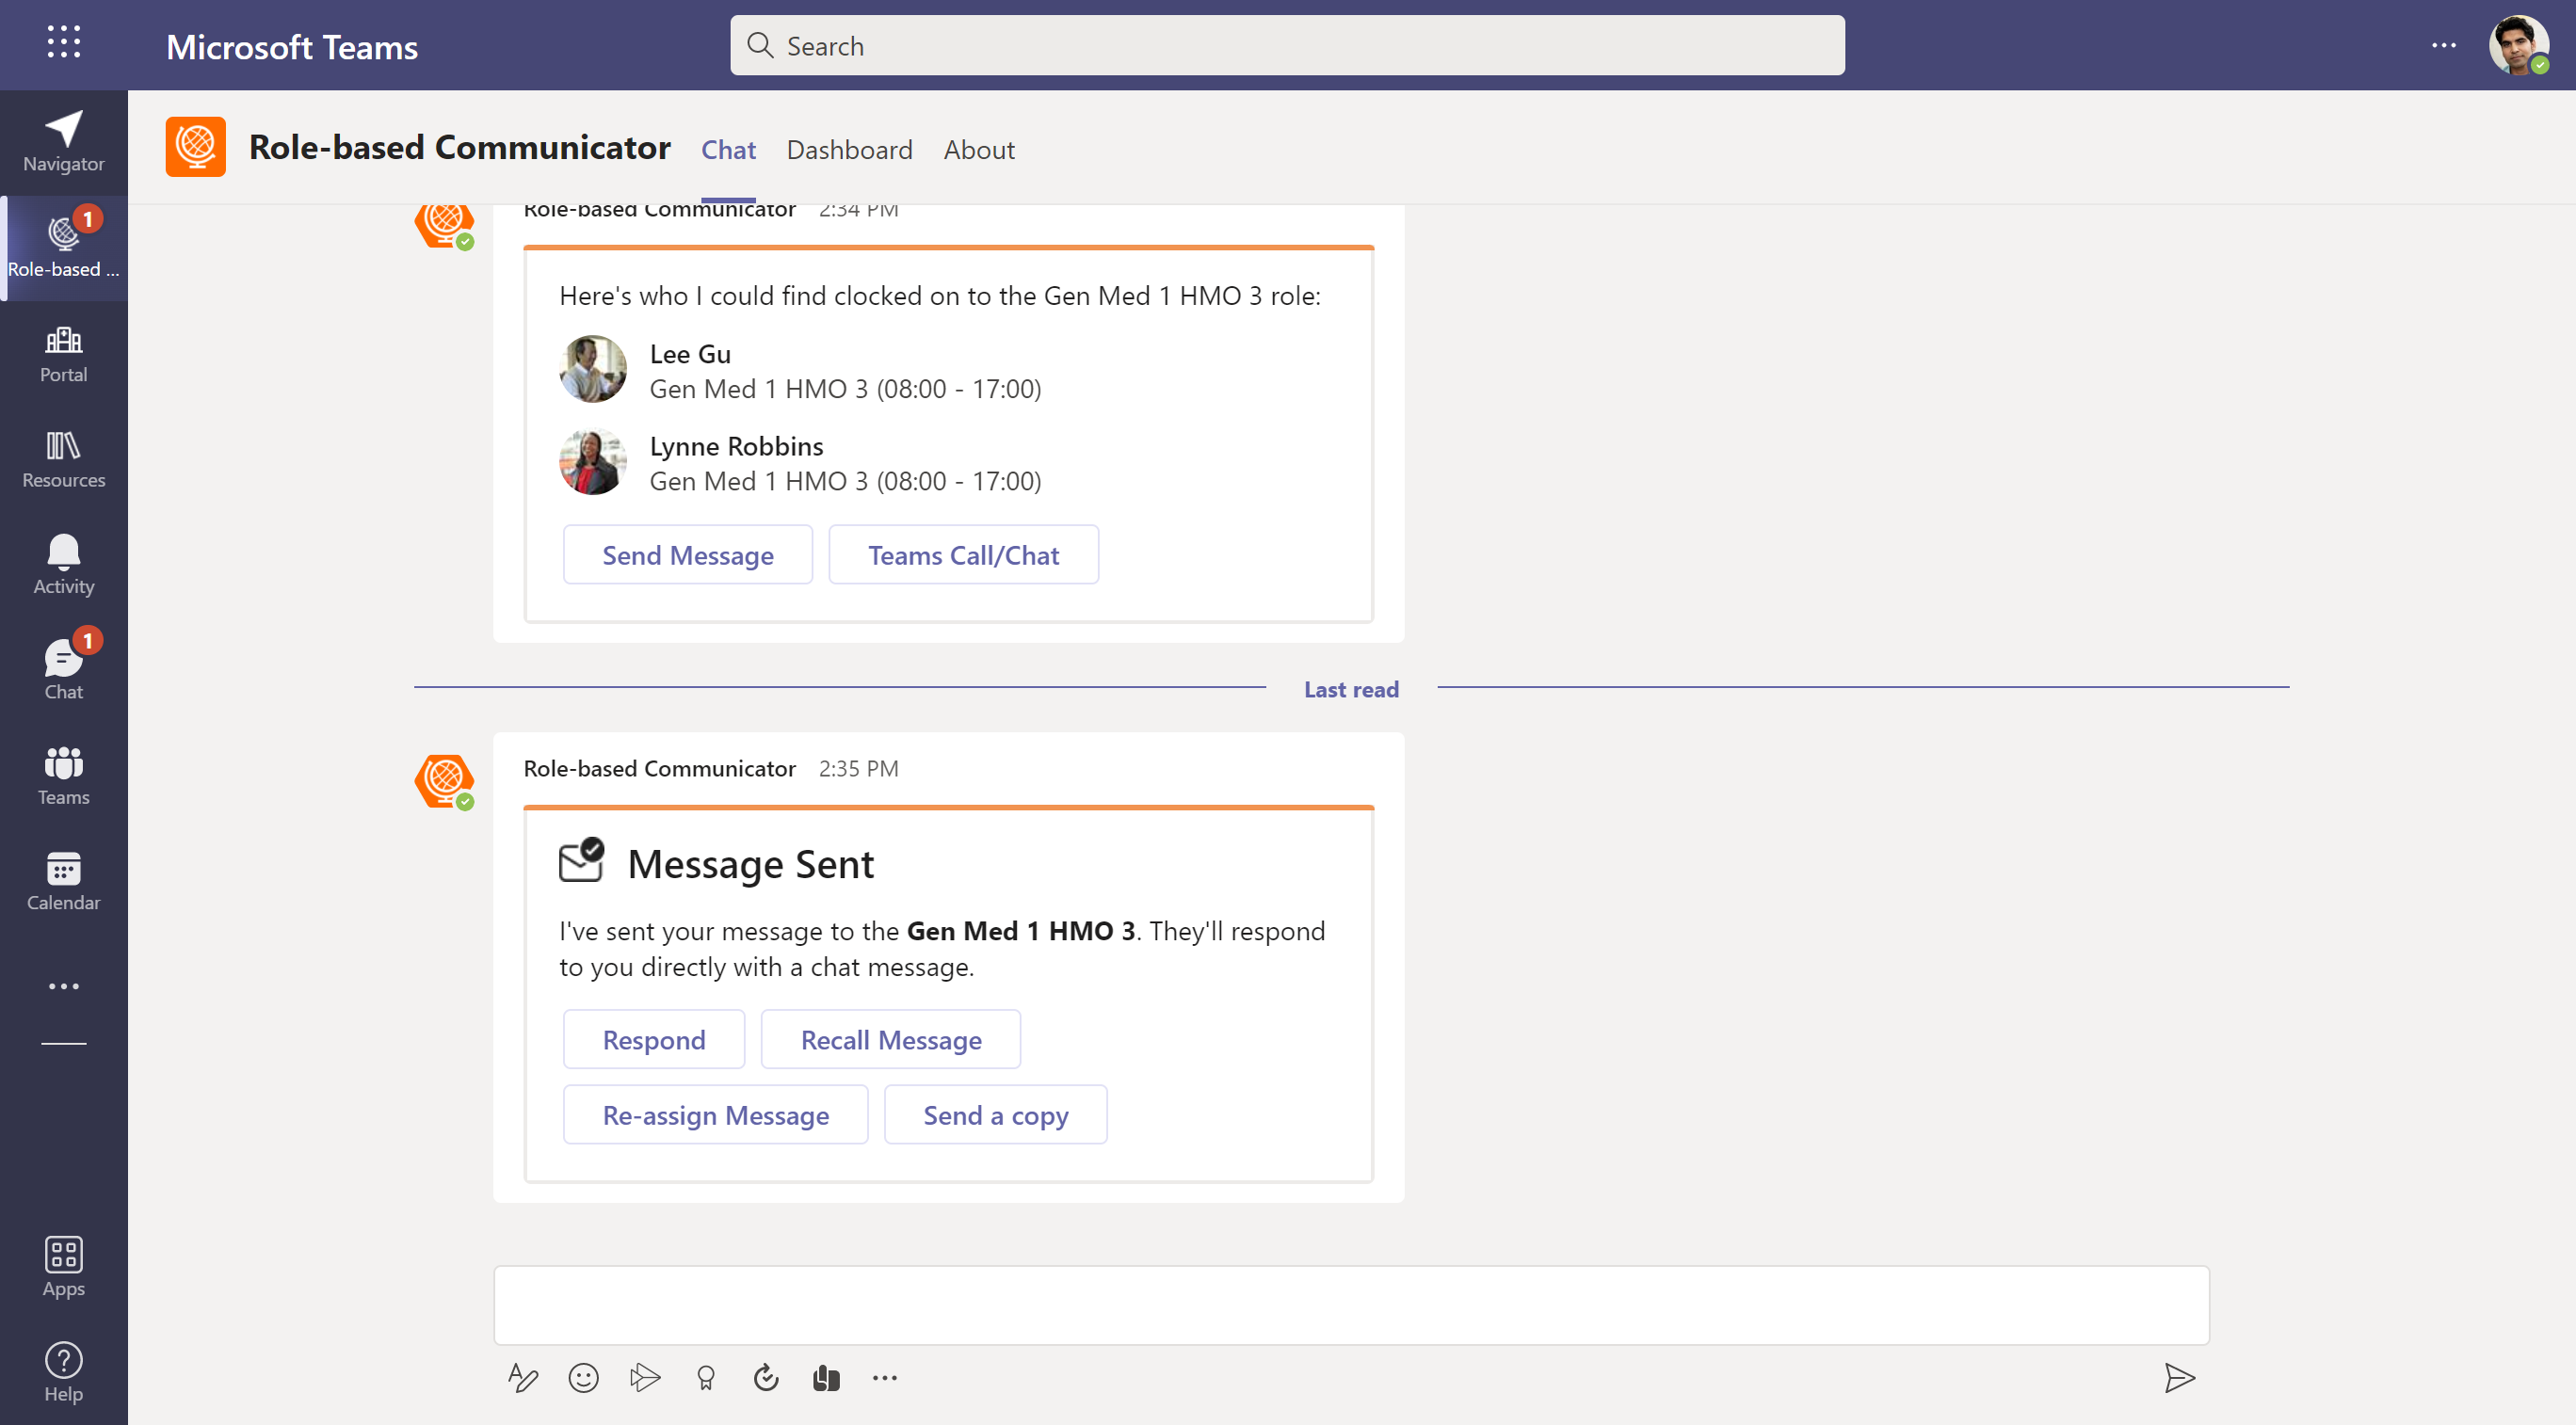 Microsoft Teams
Search
Navigator
1
Role-based ...
Portal
Resources
Activity
1
Chat
Teams
Calendar
Apps
Help
Role-based Communicator
Chat
Dashboard
About
Role-based Communicator 2:34 PM
Here's who I could find clocked on to the Gen Med 1 HMO 3 role:
Lee Gu
Gen Med 1 HMO 3 (08:00 - 17:00)
Lynne Robbins
Gen Med 1 HMO 3 (08:00 - 17:00)
Send Message
Teams Call/Chat
Last read
Role-based Communicator 2:35 PM
Message Sent
I've sent your message to the Gen Med 1 HMO 3. They'll respond
to you directly with a chat message.
Respond
Recall Message
Re-assign Message
Send a copy